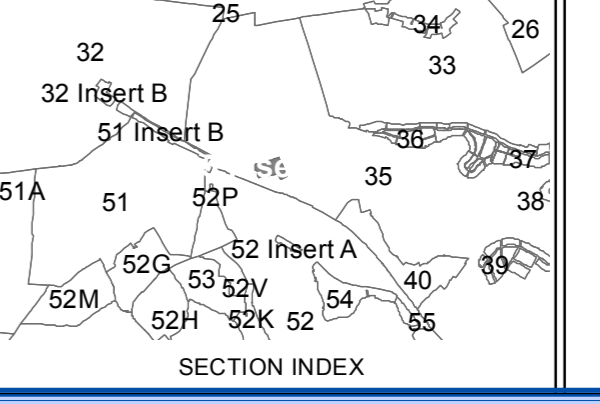 25
34
26
32
33
32 Insert B
51 Insert B
36
37
35
51A
51
52P
38
52 Insert A
52G
39
53
52V
40
52M
54
52H
52K
52
55
SECTION INDEX